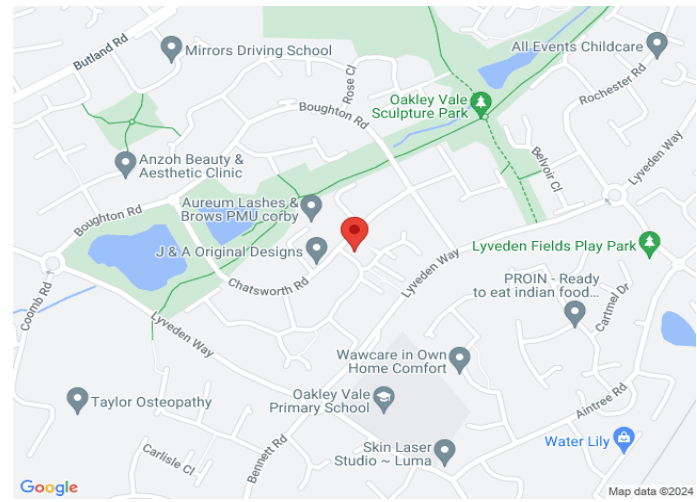 Butland Rd
Mirrors Driving School
All Events Childcare
Rose Cl
Rochester Rd
Boughton Rd
Oakley Vale
Sculpture Park
Belvoir Cl
Anzoh Beauty &
Aesthetic Clinic
Lyveden Way
Aureum Lashes &
Brows PMU corby
Boughton Rd
J & A Original Designs
Lyveden Fields Play Park
Lyveden Way
Chatsworth Rd
PROIN - Ready
to eat indian food...
Coomb Rd
Cartmel Dr
Lyveden Way
Wawcare in Own
Home Comfort
Taylor Osteopathy
Oakley Vale
Primary School
Aintree Rd
Bennett Rd
Skin Laser
Studio ~ Luma
Water Lily
Carlisle Cl
Google
Map data ©2024